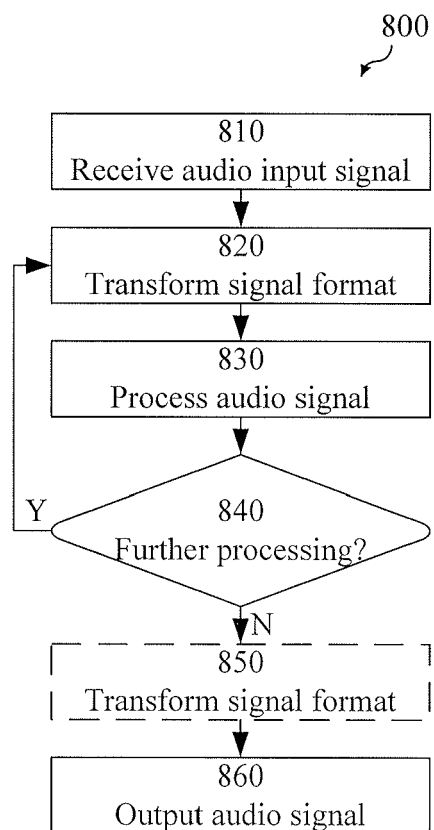 800
810
Receive audio input signal
820
Transform signal format
830
Process audio signal
Y
840
Further processing?
N
850
Transform signal format
860
Output audio signal